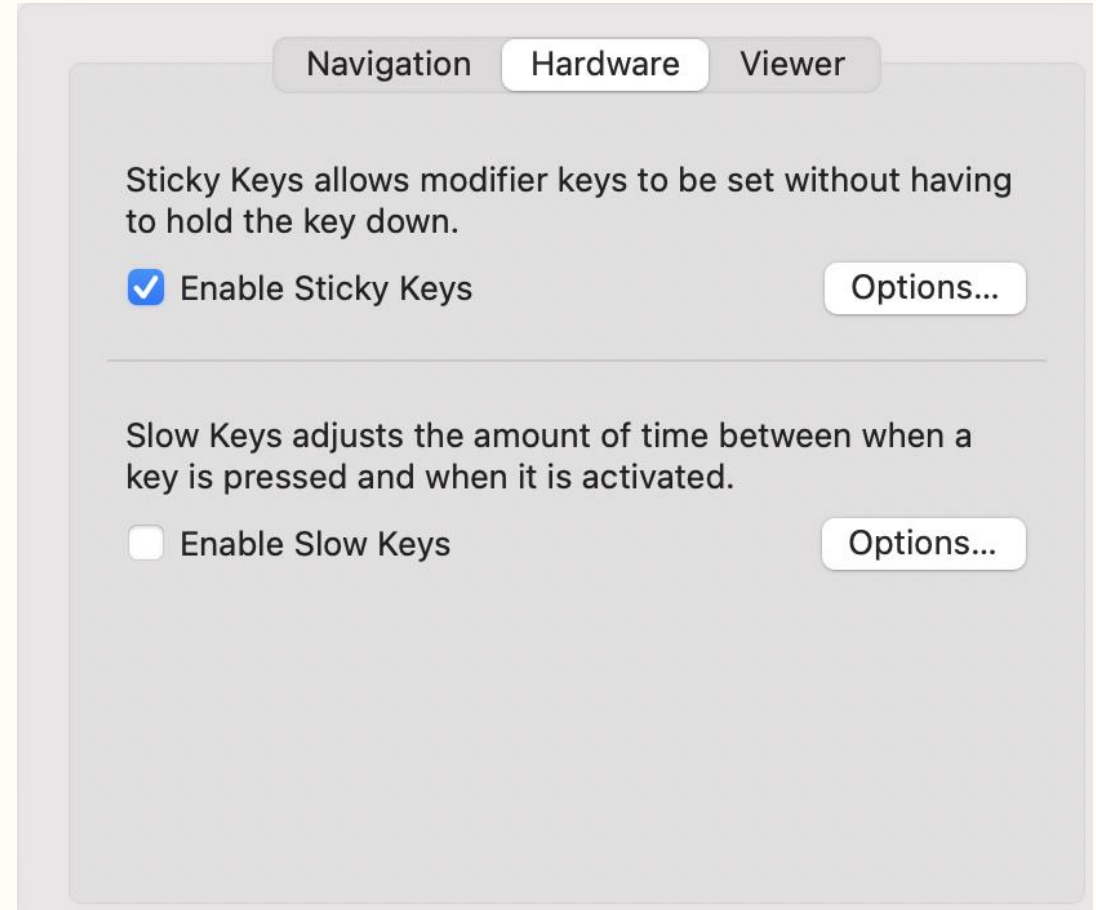 Navigation Hardware Viewer
Sticky Keys allows modifier keys to be set without having
to hold the key down.
Enable Sticky Keys Options...
Slow Keys adjusts the amount of time between when a
key is pressed and when it is activated.
Enable Slow Keys Options...